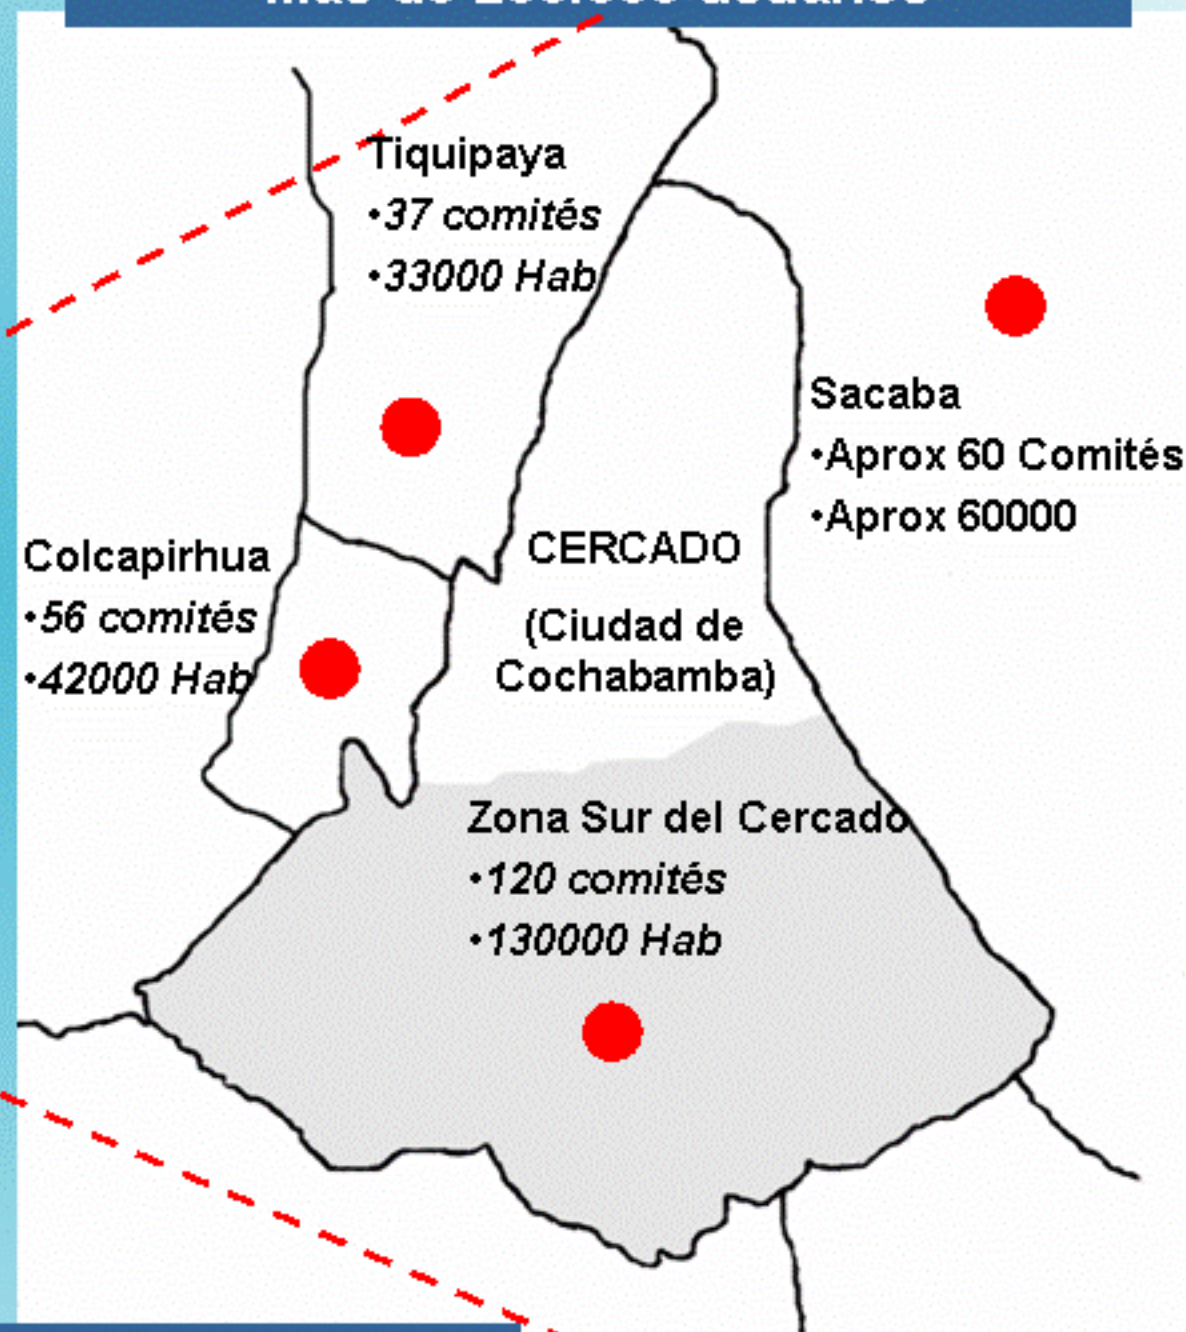 Tiquipaya
•37 comités
•33000 Hab
Sacaba
•Aprox 60 Comités
•Aprox 60000
CERCADO
(Ciudad de
Cochabamba)
Colcapirhua
•56 comités
•42000 Hab
Zona Sur del Cercado
•120 comités
•130000 Hab